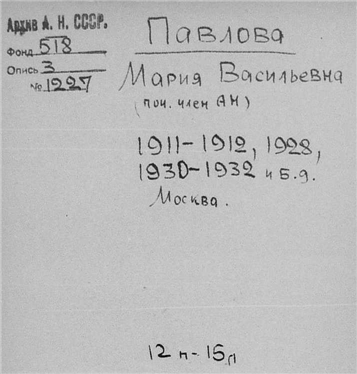 Архив А. Н. СССР.
Фонд 518
Опись 3
№ 1227
Павлова
Мария Васильевна
(поч. член АН)
1911-1912, 1928,
1930-1932 и б.д.
Москва.
12 п - 15 л